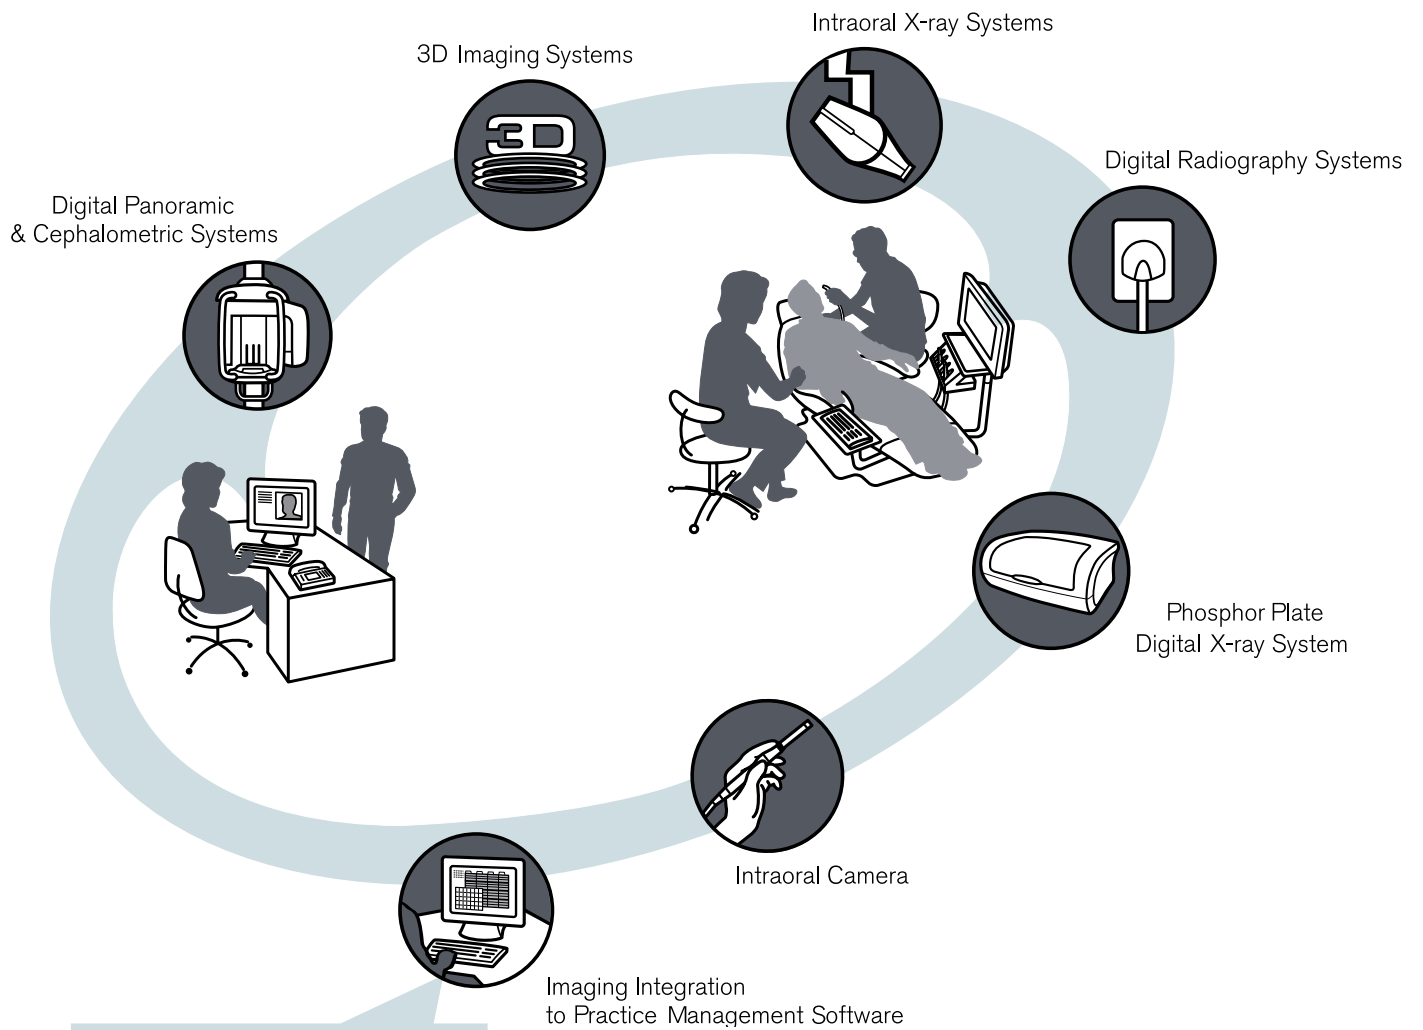 Intraoral X-ray Systems
3D Imaging Systems
3D
Digital Radiography Systems
Digital Panoramic
& Cephalometric Systems
Phosphor Plate
Digital X-ray System
Intraoral Camera
Imaging Integration
to Practice Management Software